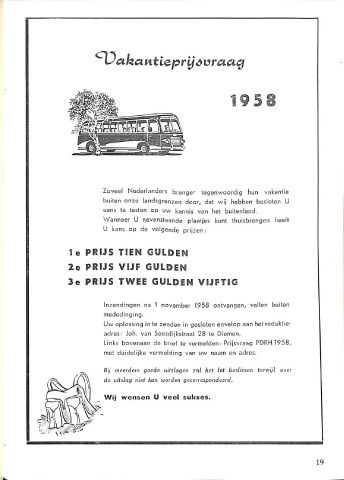 Vakantieprijsvraag
1958
Zoveel Nederlanders brengen tegenwoordig hun vakantie
buiten onze landsgrenzen door, dat wij hebben besloten U
eens te testen op uw kennis van het buitenland.
Wanneer U nevenstaande plaatjes kunt thuisbrengen heeft
U kans op de volgende prijzen:
1e PRIJS TIEN GULDEN
2e PRIJS VIJF GULDEN
3e PRIJS TWEE GULDEN VIJFTIG
Inzendingen na 1 november 1958 ontvangen, vallen buiten
mededinging.
Uw oplossing in te zenden in gesloten envelop aan het redactie-
adres: Joh. van Soesdijkstraat 28 te Diemen.
Links bovenaan de brief te vermelden: Prijsvraag PDRH 1958,
met duidelijke vermelding van uw naam en adres.
Bij meerdere goede uitslagen zal het lot beslissen terwijl over
de uitslag niet kan worden gecorrespondeerd.
Wij wensen U veel sukses.
19